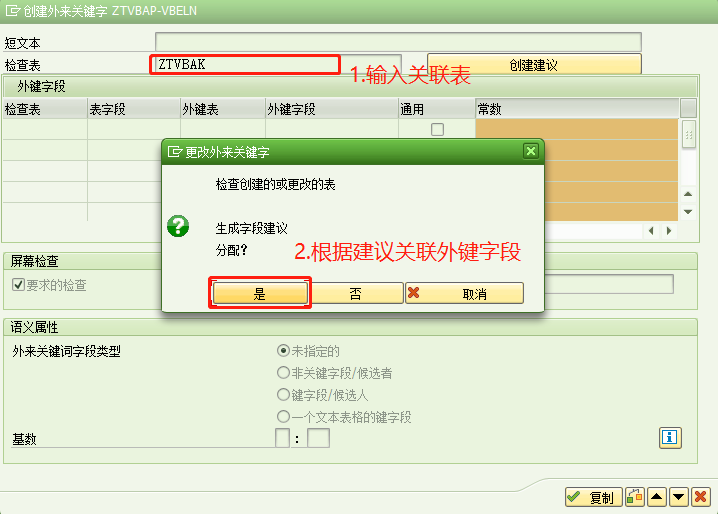 创建外来关键字 ZTVBAP-VBELN
短文本
检查表 ZTVBAK 创建建议
1.输入关联表
外键字段
检查表 表字段 外键表 外键字段 通用 常数
更改外来关键字
检查创建的或更改的表
生成字段建议
分配?
2.根据建议关联外键字段
是 否 取消
屏幕检查
要求的检查
语义属性
外来关键词字段类型 未指定的
非关键字段/候选者
键字段/候选人
一个文本表格的键字段
基数 :
复制